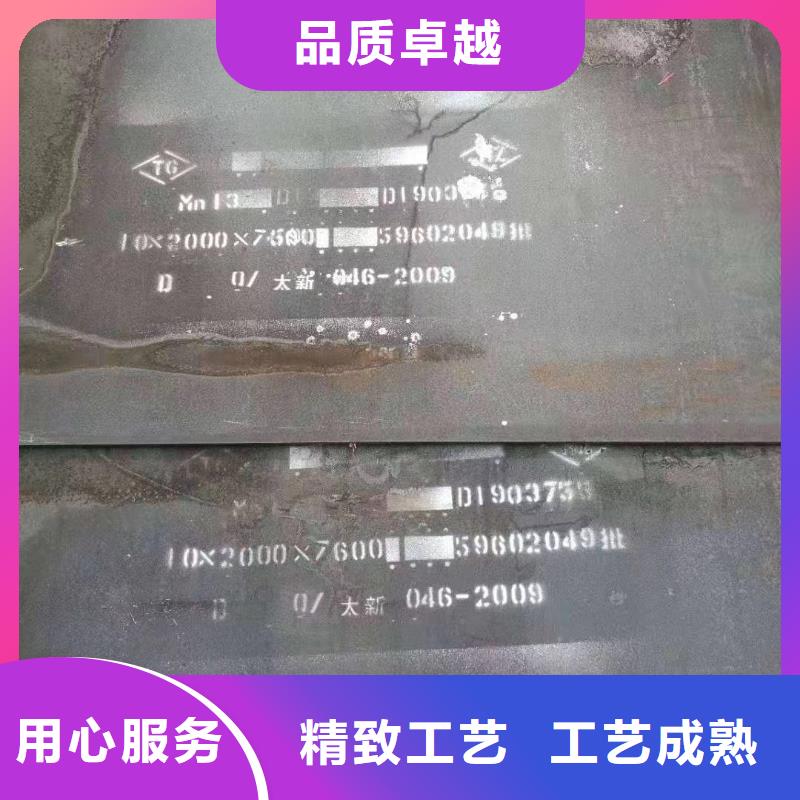 品质卓越
TG
Mn13 D1903
10×2000×7600 59602049批
D 0/ 太新 046-2009
D190375
10×2000×7600 59602049批
D 0/ 太新 046-2009
用心服务 精致工艺 工艺成熟